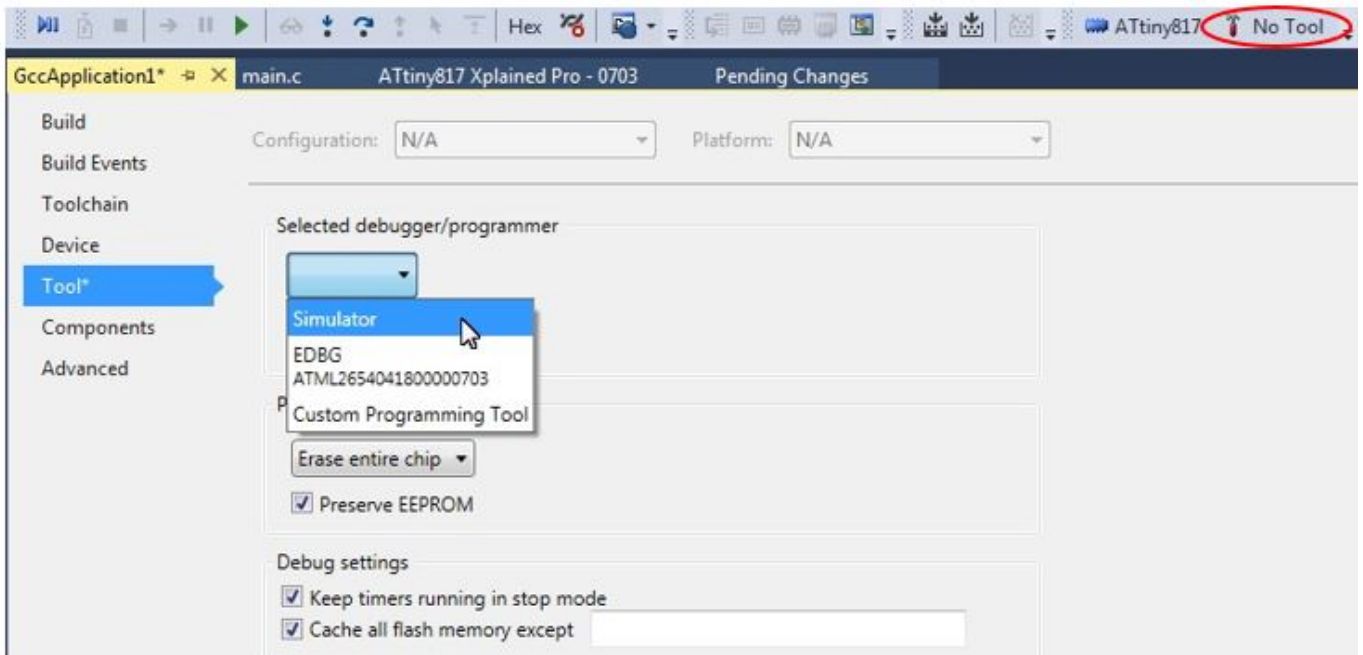 Hex ATtiny817 No Tool
GccApplication1* main.c ATtiny817 Xplained Pro - 0703 Pending Changes
Build
Configuration: N/A Platform: N/A
Build Events
Toolchain
Selected debugger/programmer
Device
Tool*
Simulator
Components
EDBG
Advanced
ATML2654041800000703
Custom Programming Tool
Erase entire chip
Preserve EEPROM
Debug settings
Keep timers running in stop mode
Cache all flash memory except